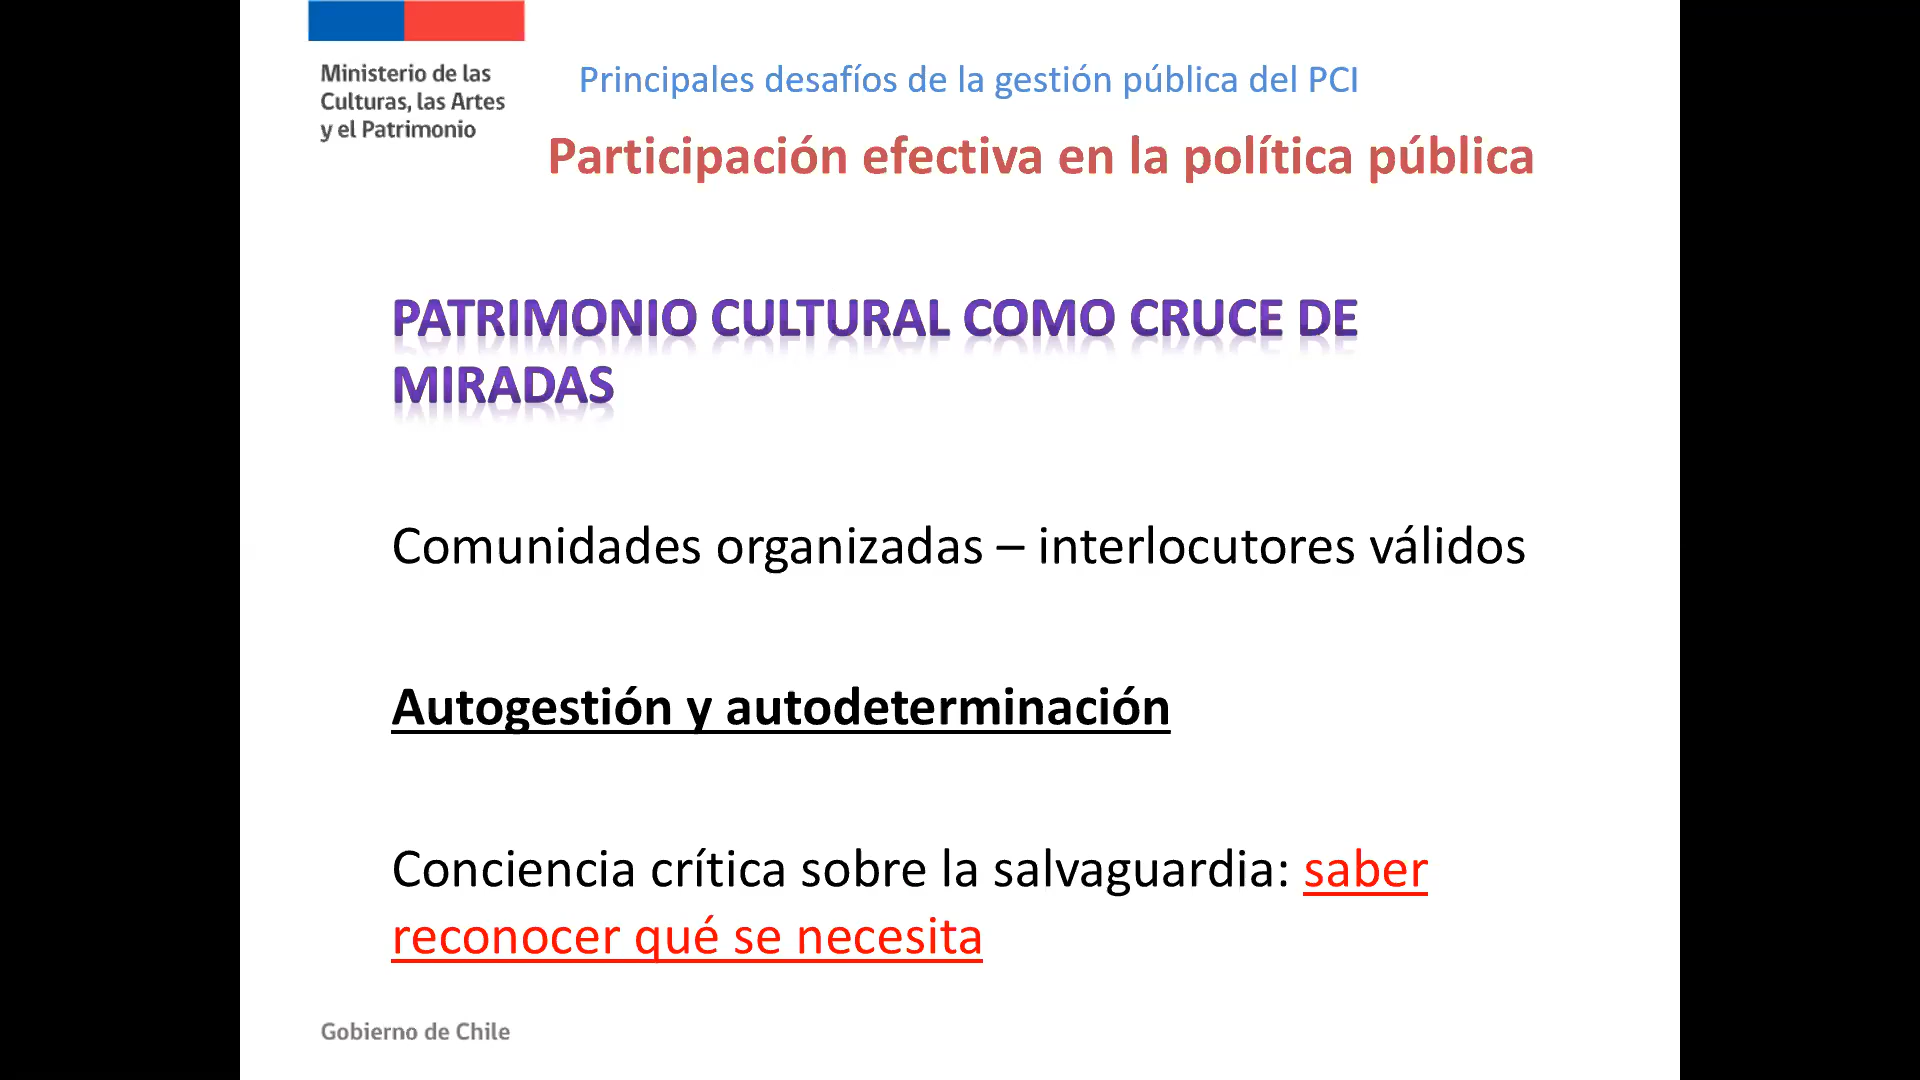 Ministerio de las
Culturas, las Artes
y el Patrimonio
Principales desafíos de la gestión pública del PCI
Participación efectiva en la política pública
PATRIMONIO CULTURAL COMO CRUCE DE
MIRADAS
Comunidades organizadas – interlocutores válidos
Autogestión y autodeterminación
Conciencia crítica sobre la salvaguardia: saber
reconocer qué se necesita
Gobierno de Chile